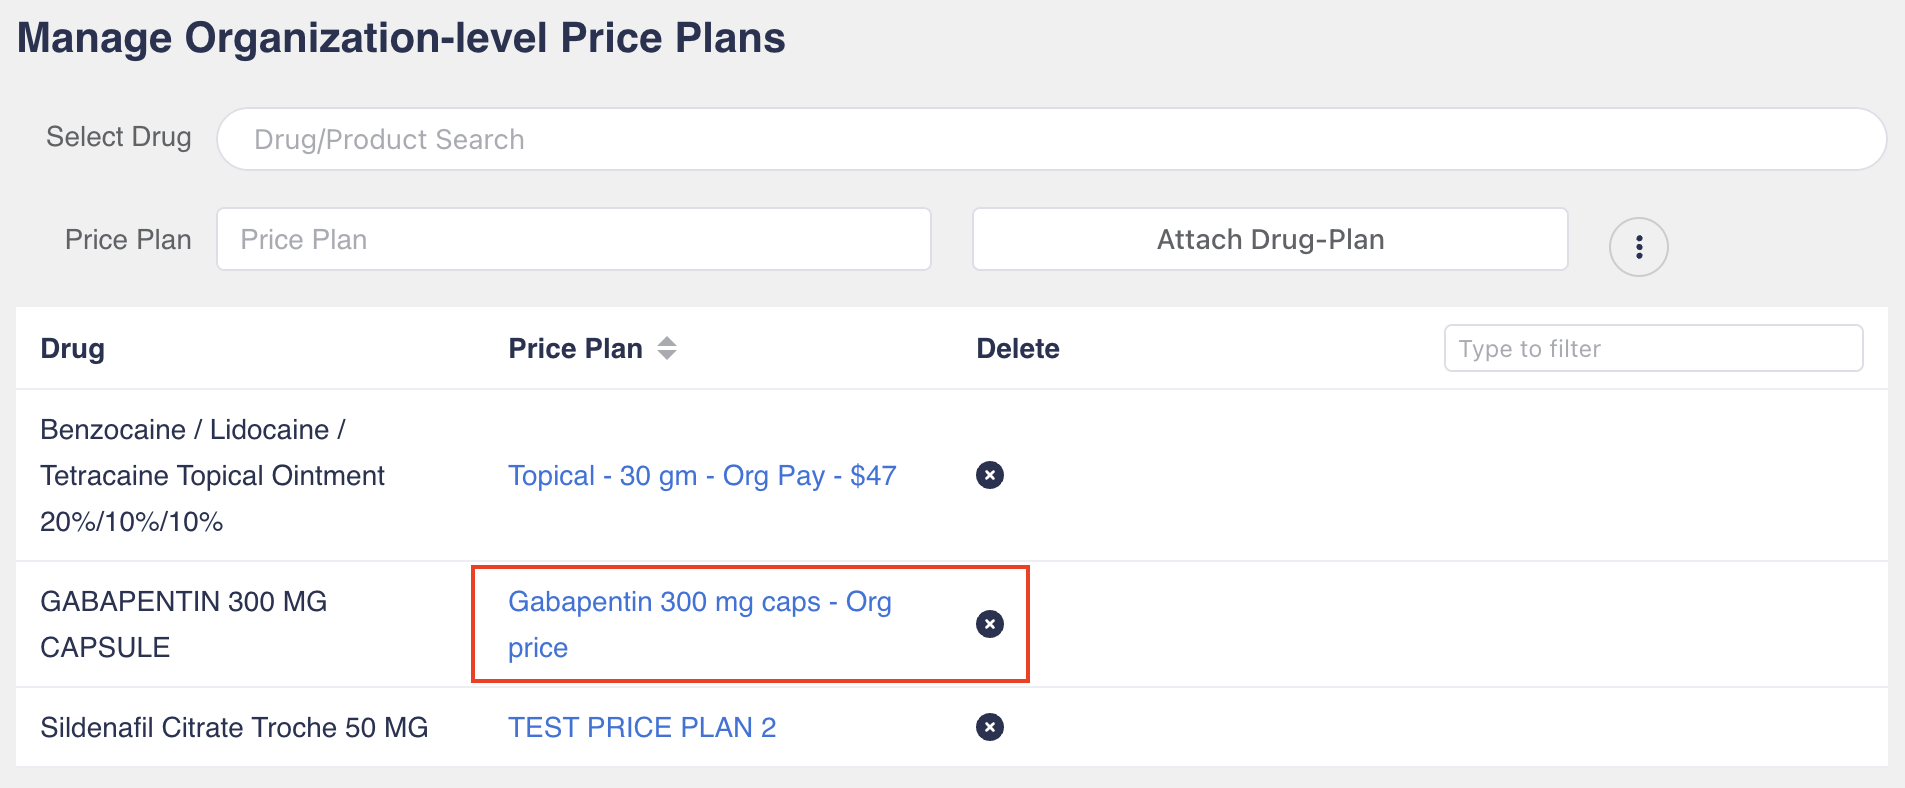 Manage Organization-level Price Plans
Select Drug
Drug/Product Search
Price Plan
Price Plan
Attach Drug-Plan
Drug
Price Plan
Delete
Type to filter
Benzocaine / Lidocaine /
Tetracaine Topical Ointment
20%/10%/10%
Topical - 30 gm - Org Pay - $47
GABAPENTIN 300 MG
CAPSULE
Gabapentin 300 mg caps - Org
price
Sildenafil Citrate Troche 50 MG
TEST PRICE PLAN 2